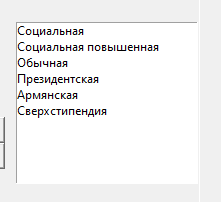 Социальная
Социальная повышенная
Обычная
Президентская
Армянская
Сверхстипендия